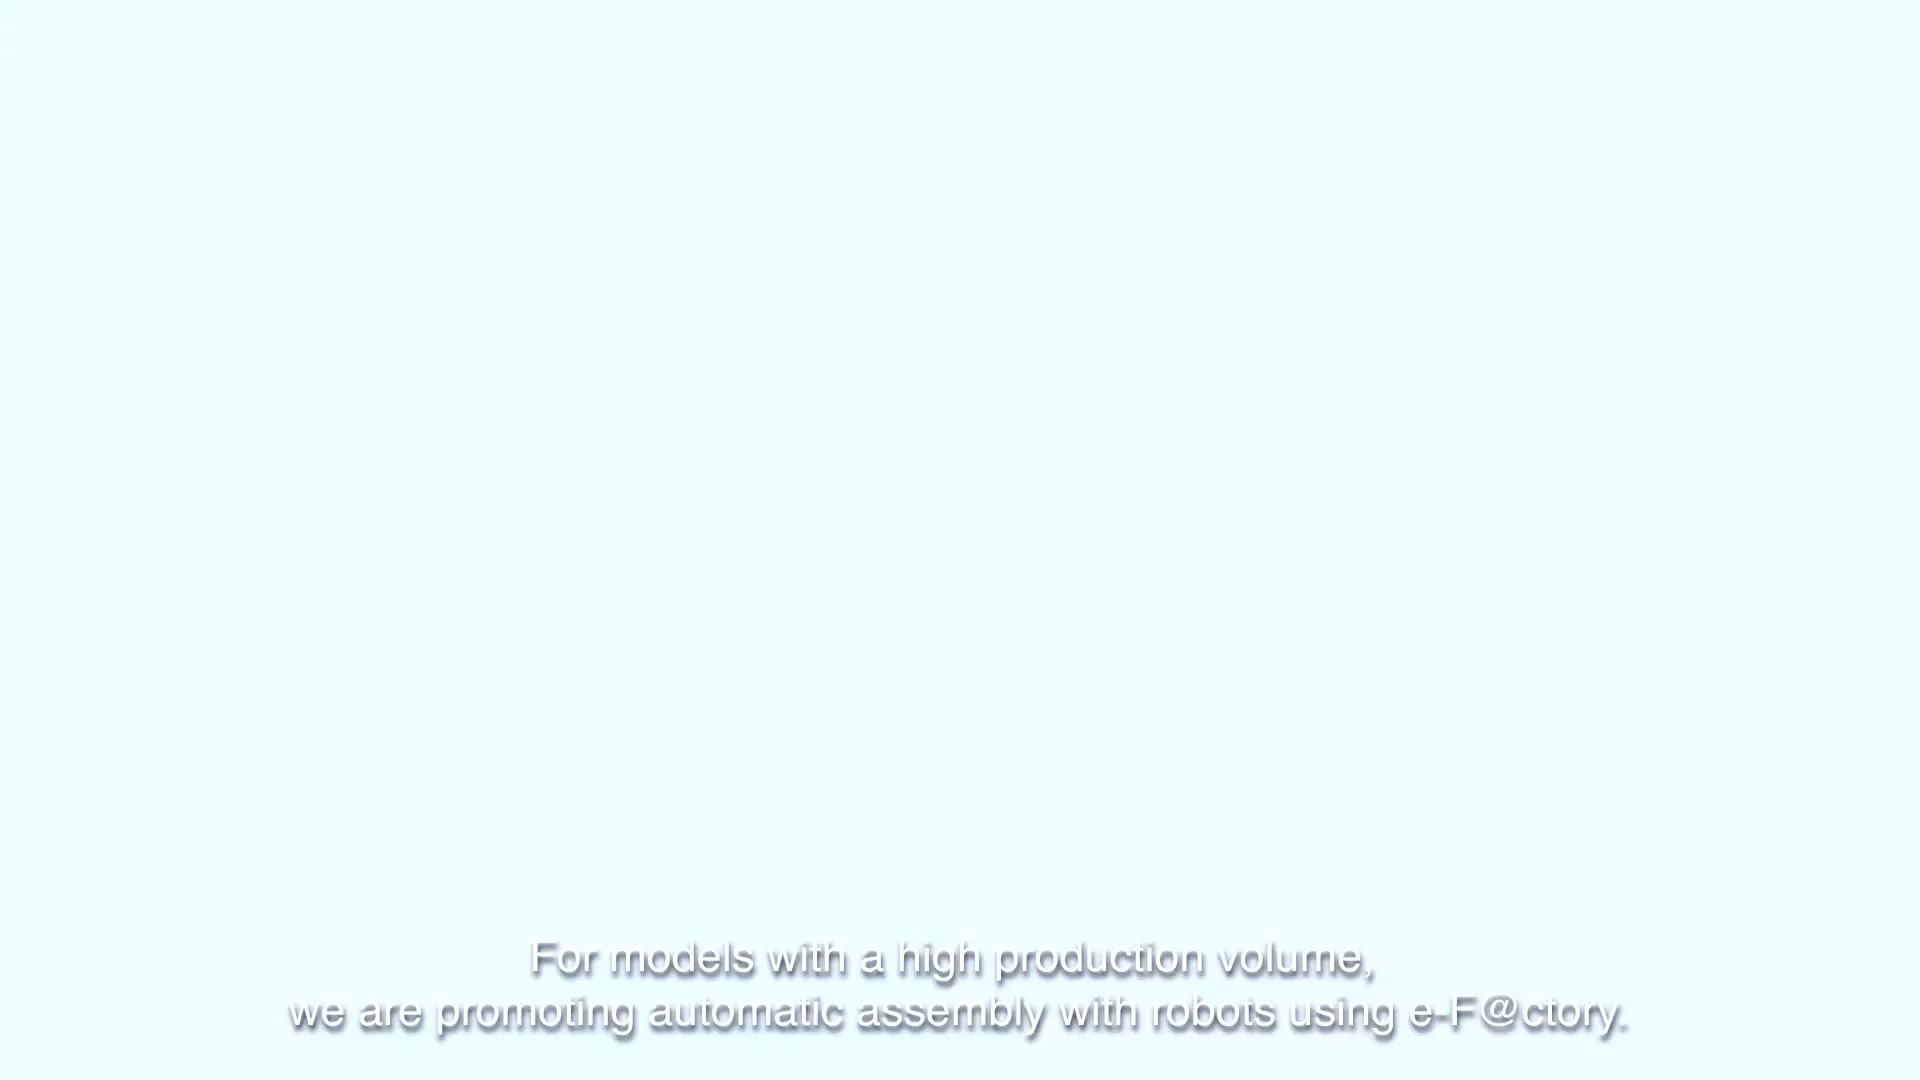 For models with a high production volume,
we are promoting automatic assembly with robots using e-F@ctory.